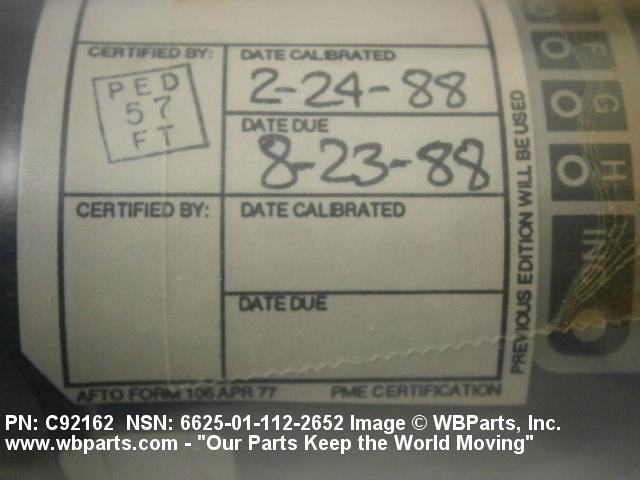 CERTIFIED BY:
PED
57
FT
DATE CALIBRATED
2-24-88
DATE DUE
8-23-88
CERTIFIED BY:
DATE CALIBRATED
DATE DUE
AFTO FORM 106 APR 77 PME CERTIFICATION
PREVIOUS EDITION WILL BE USED
F
G
H
INS
PN: C92162 NSN: 6625-01-112-2652 Image © WBParts, Inc.
www.wbparts.com - "Our Parts Keep the World Moving"